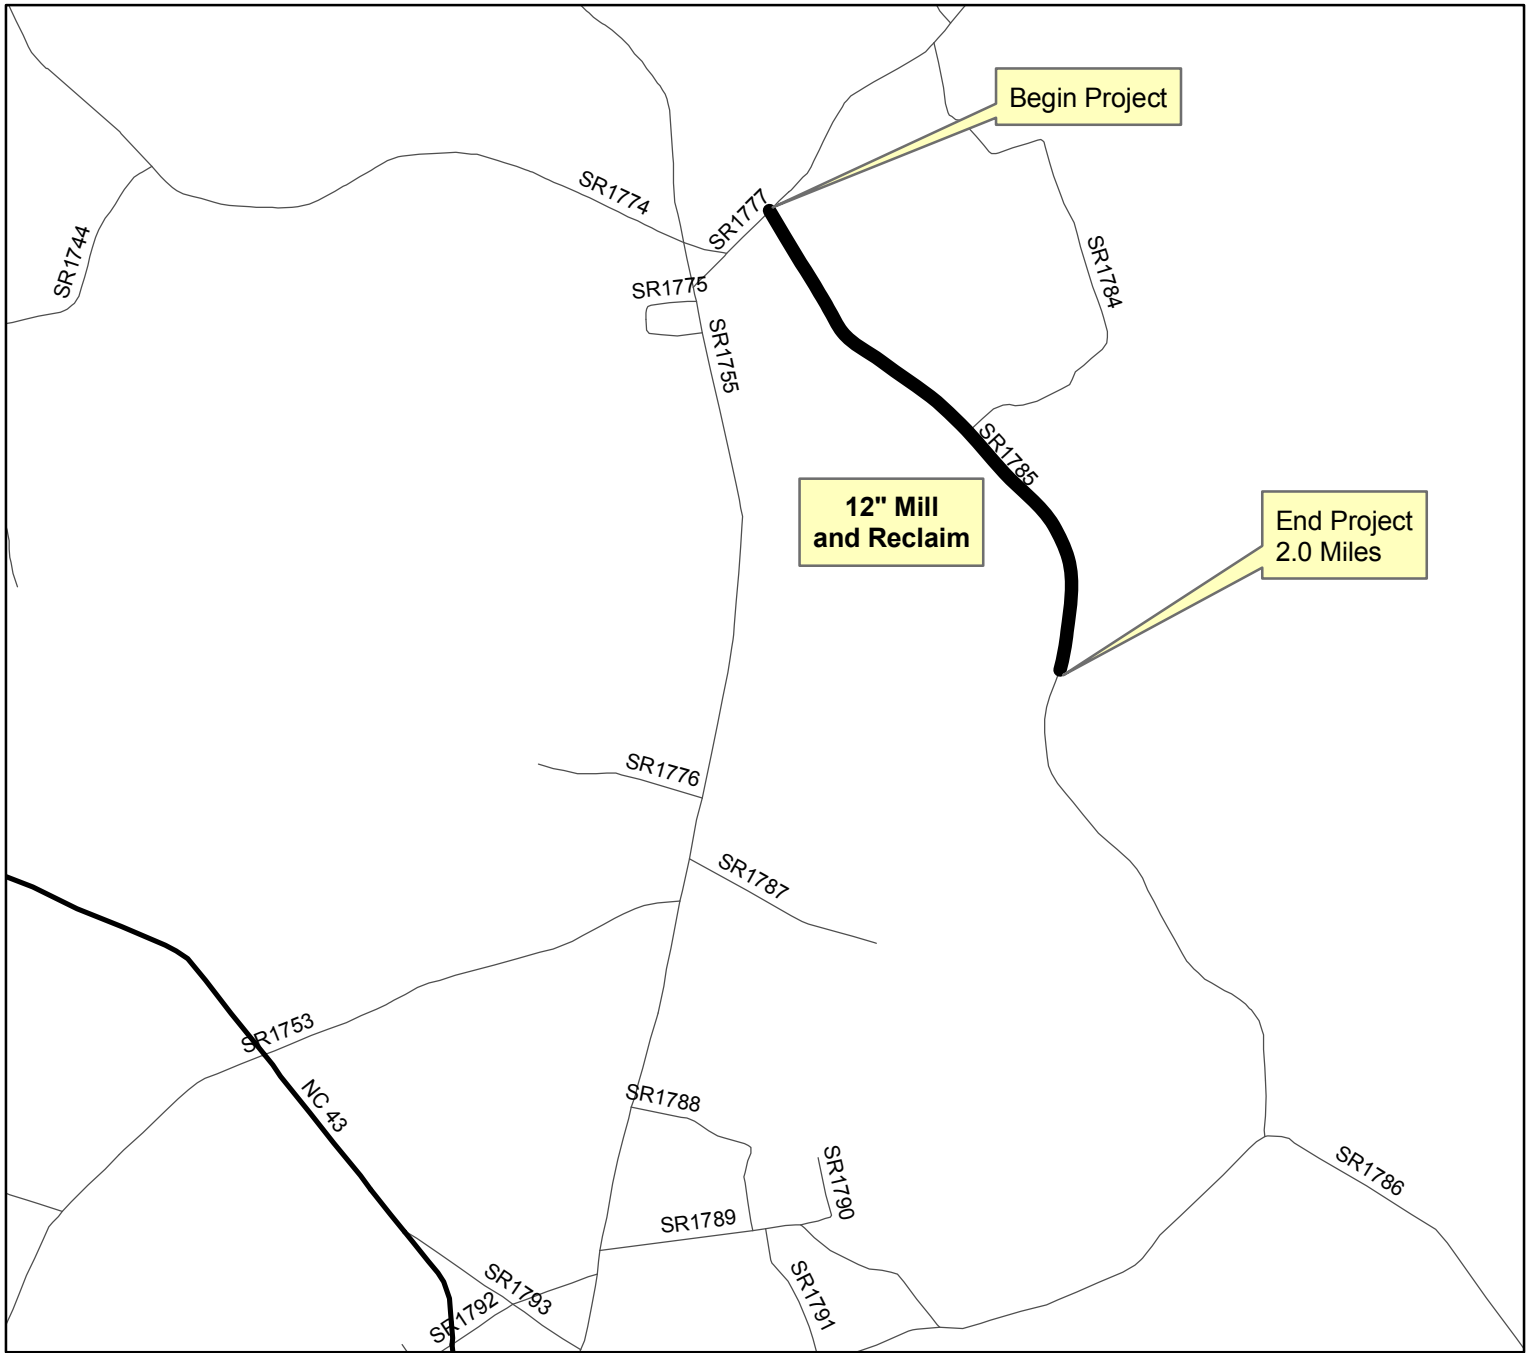 Begin Project
SR1774
SR1777
SR1744
SR1784
SR1775
SR1755
SR1785
12" Mill
and Reclaim
End Project
2.0 Miles
SR1776
SR1787
SR1753
NC 43
SR1788
SR1790
SR1786
SR1789
SR1793
SR1791
SR1792